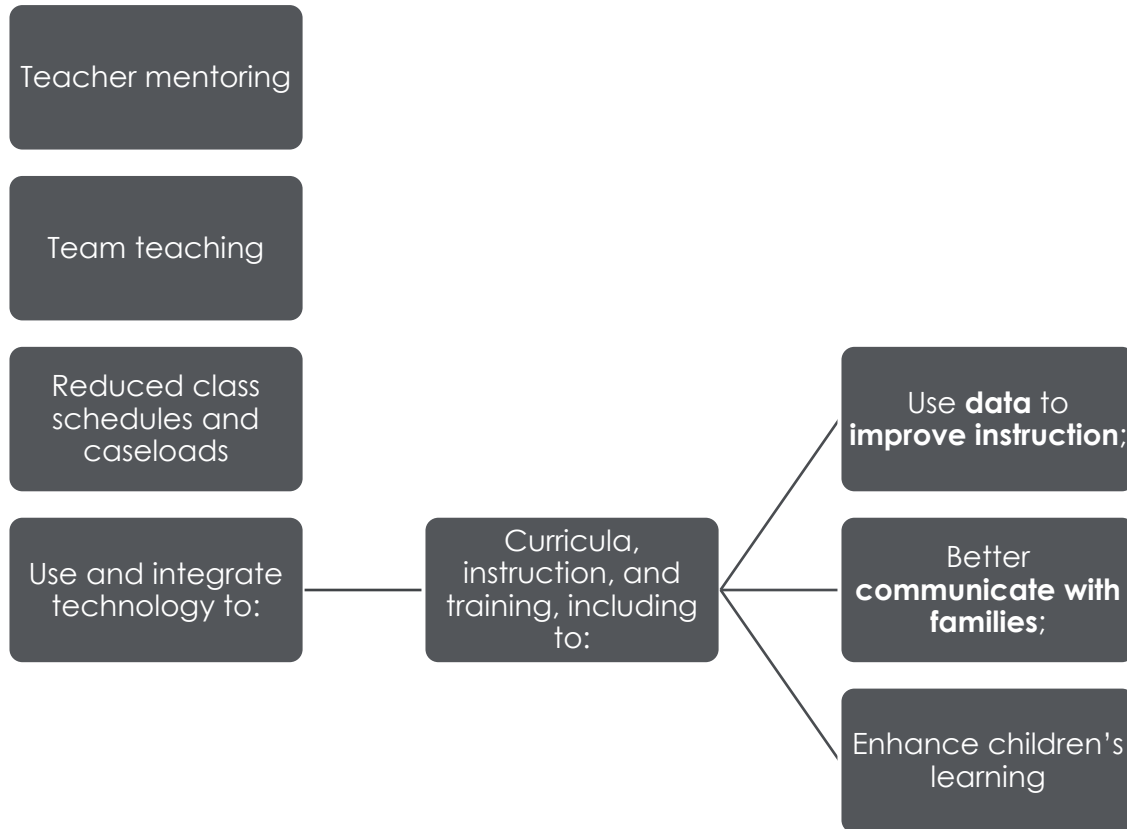 Teacher mentoring
Team teaching
Reduced class
schedules and
caseloads
Use and integrate
technology to:
Curricula,
instruction, and
training, including
to:
Use data to
improve instruction;
Better
communicate with
families;
Enhance children’s
learning